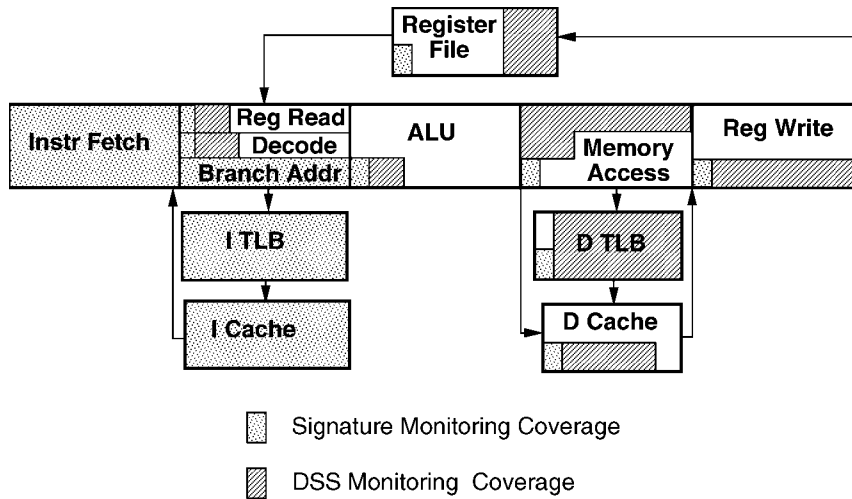 Register
File
Instr Fetch
Reg Read
Decode
Branch Addr
ALU
Memory
Access
Reg Write
I TLB
D TLB
I Cache
D Cache
Signature Monitoring Coverage
DSS Monitoring Coverage